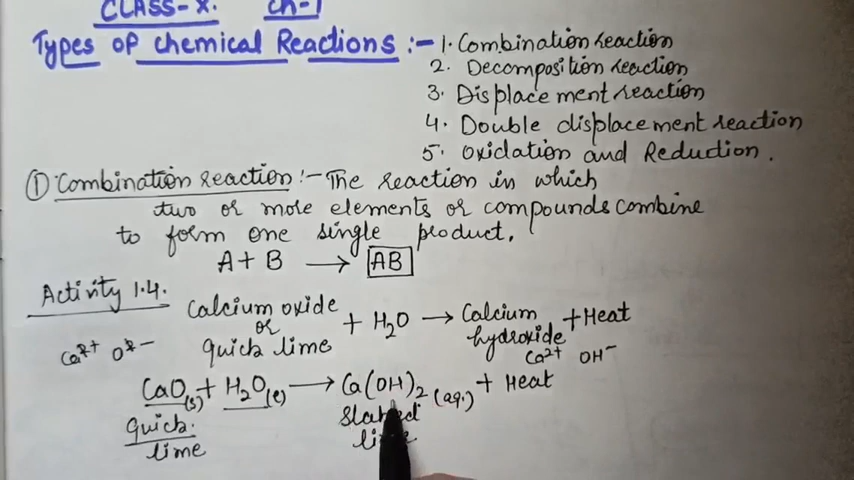 CLASS-X. Ch-1
Types of chemical Reactions :- 1. Combination reaction
2. Decomposition reaction
3. Displacement reaction
4. Double displacement reaction
5. Oxidation and Reduction.
① Combination reaction :- The reaction in which
two or more elements or compounds combine
to form one single product.
A + B → AB
Activity 1.4.
Calcium oxide or quick lime + H2O → Calcium hydroxide + Heat
Ca2+ O2- Ca2+ OH-
CaO(s) + H2O(l) → Ca(OH)2(aq.) + Heat
quick lime